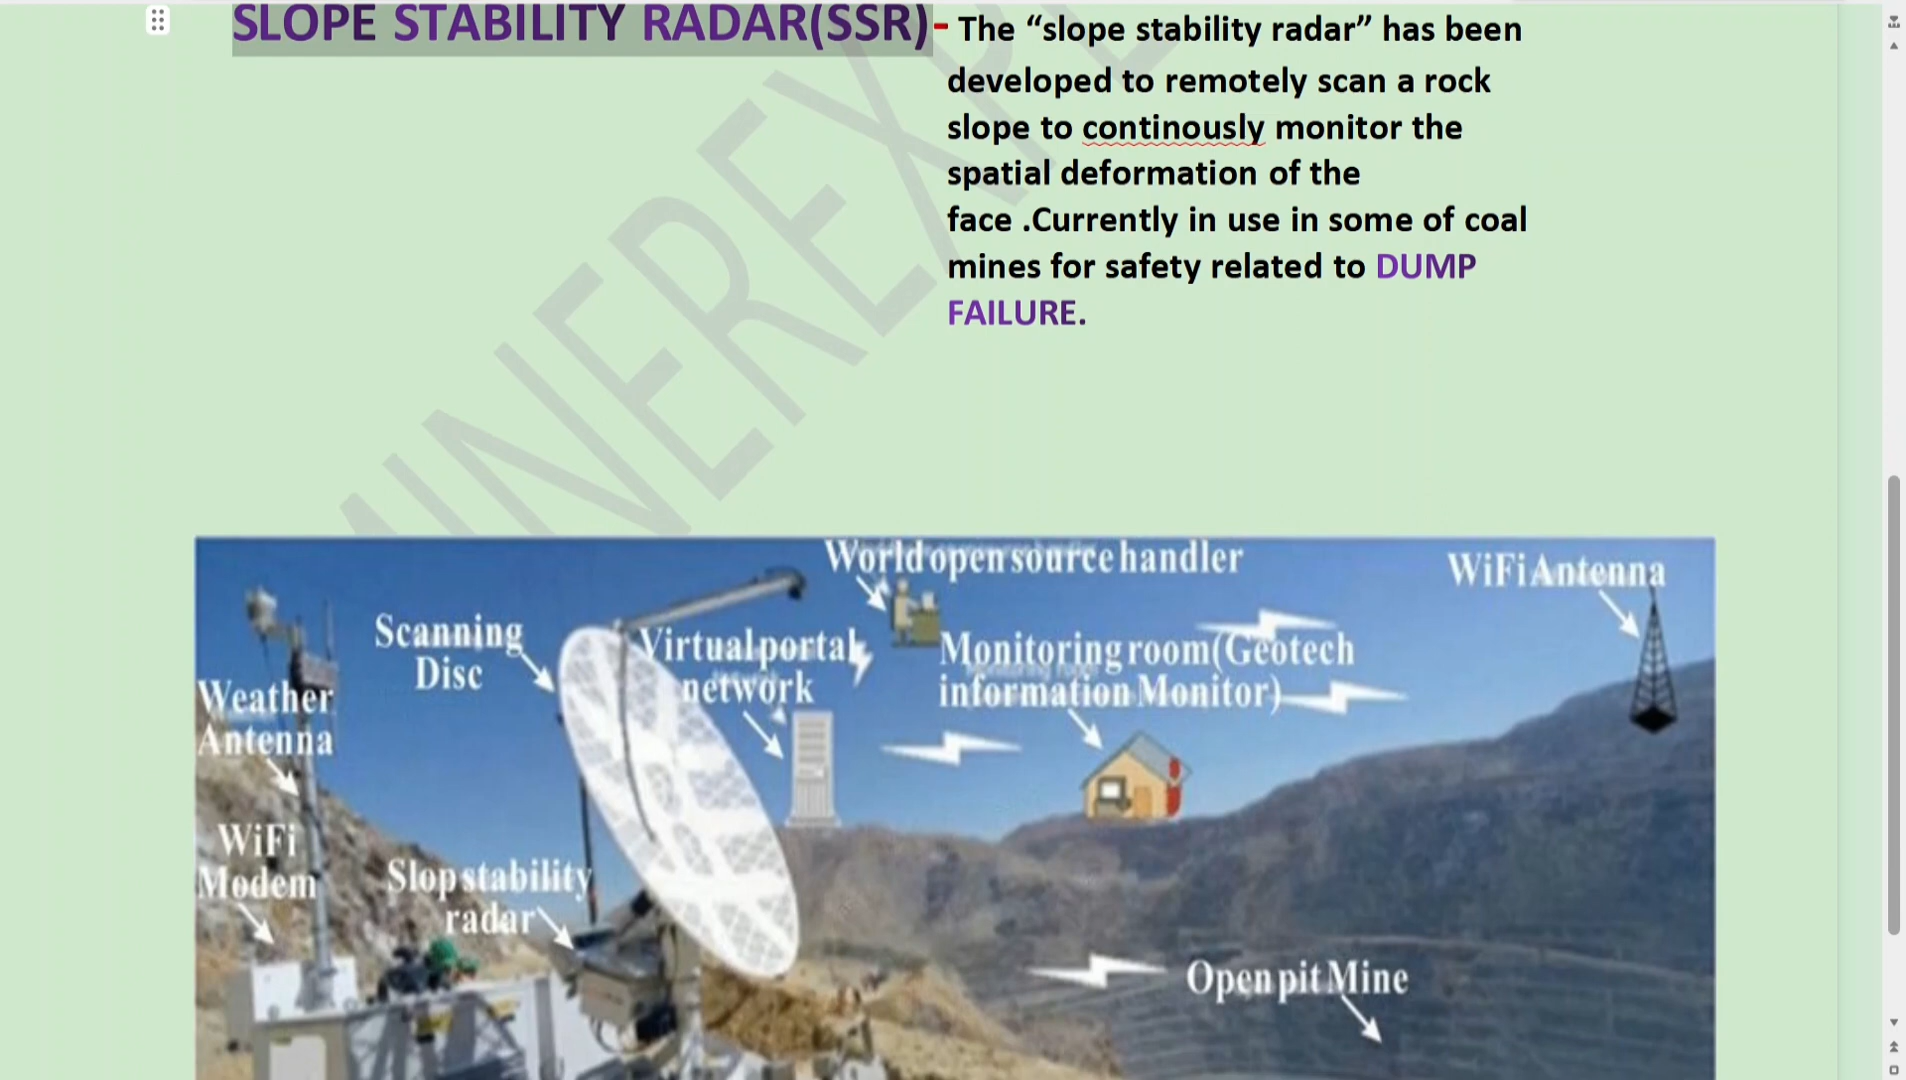 SLOPE STABILITY RADAR(SSR)- The “slope stability radar” has been
developed to remotely scan a rock
slope to continously monitor the
spatial deformation of the
face .Currently in use in some of coal
mines for safety related to DUMP
FAILURE.
MINEREXP
World open source handler
WiFi Antenna
Scanning
Disc
Virtual portal
network
Monitoring room(Geotech
information Monitor)
Weather
Antenna
WiFi
Modem
Slop stability
radar
Open pit Mine